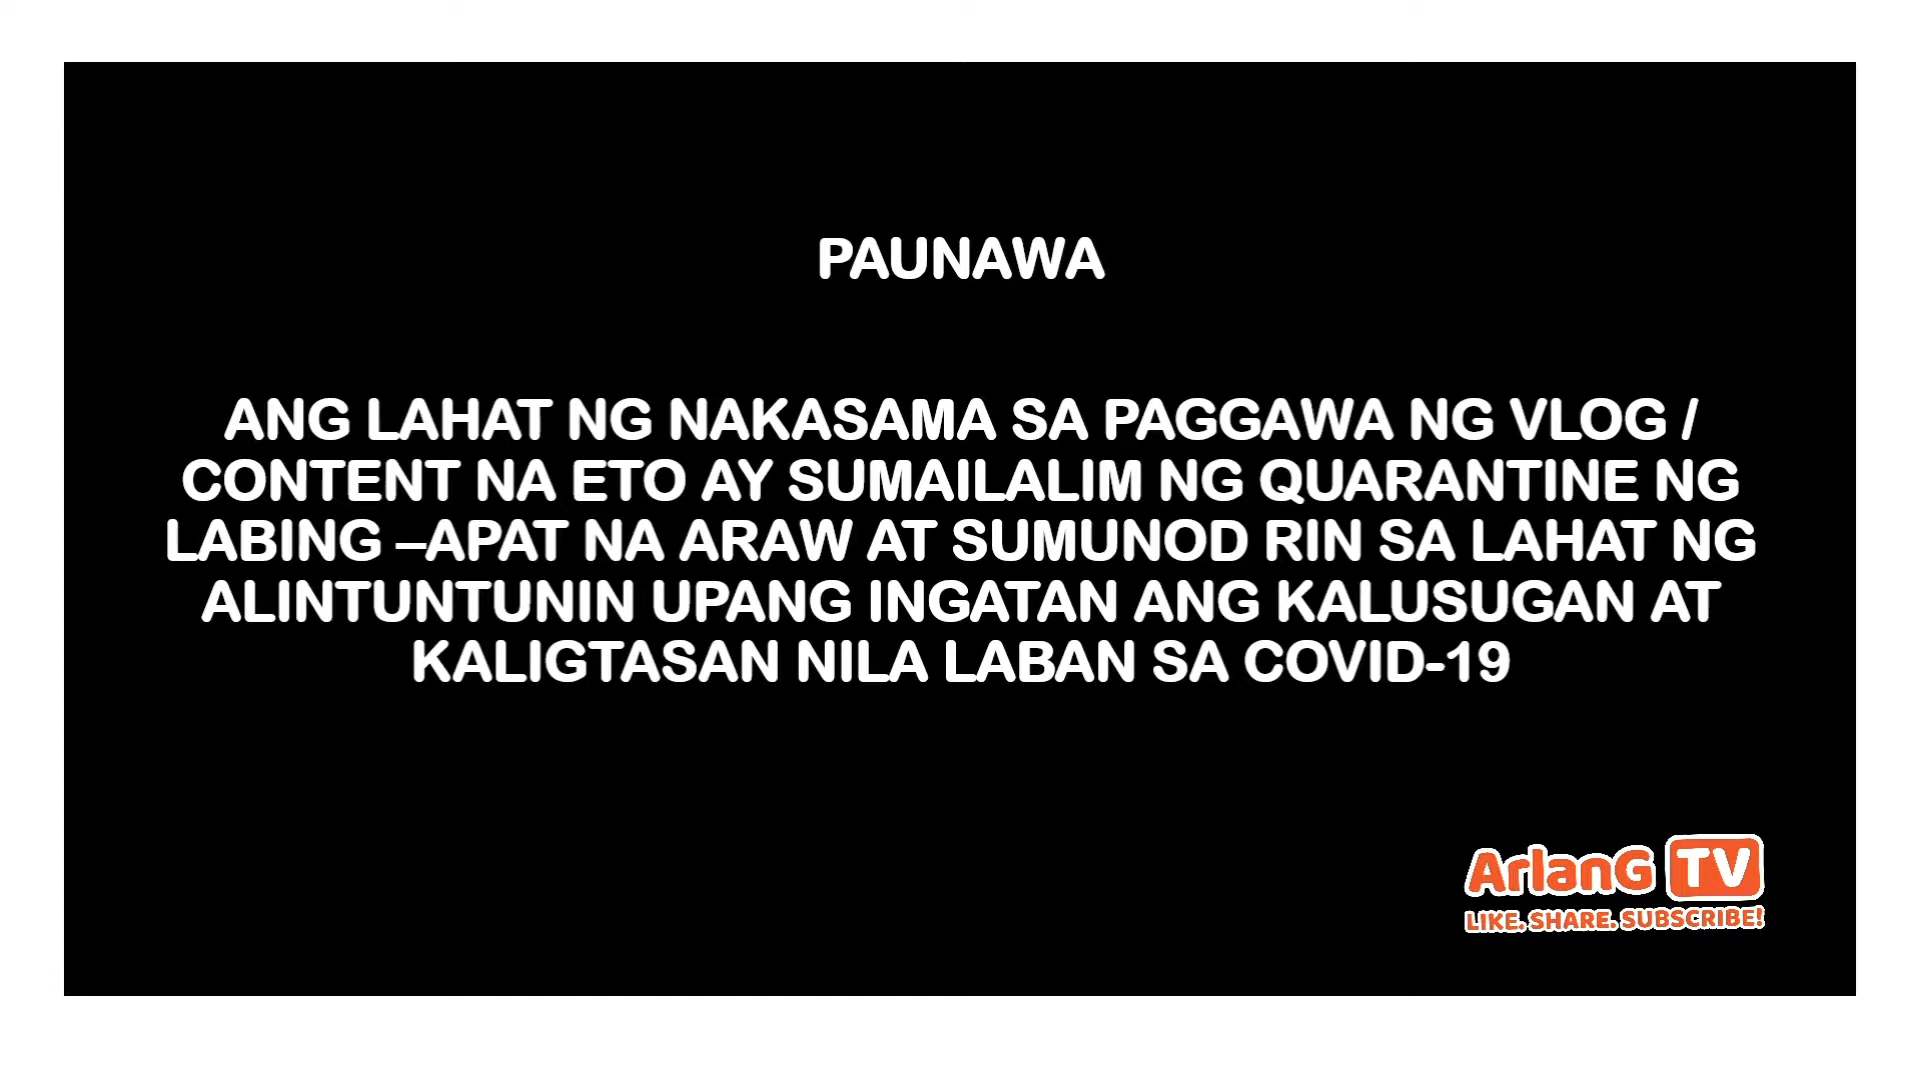 PAUNAWA
ANG LAHAT NG NAKASAMA SA PAGGAWA NG VLOG /
CONTENT NA ETO AY SUMAILALIM NG QUARANTINE NG
LABING –APAT NA ARAW AT SUMUNOD RIN SA LAHAT NG
ALINTUNTUNIN UPANG INGATAN ANG KALUSUGAN AT
KALIGTASAN NILA LABAN SA COVID-19
ArlanG TV
LIKE. SHARE. SUBSCRIBE!